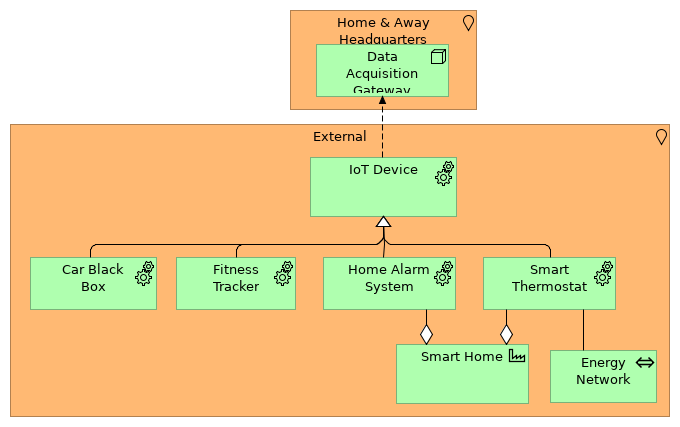 Home & Away
Headquarters
Data
Acquisition
Gateway
External
IoT Device
Car Black
Box
Fitness
Tracker
Home Alarm
System
Smart
Thermostat
Smart Home
Energy
Network